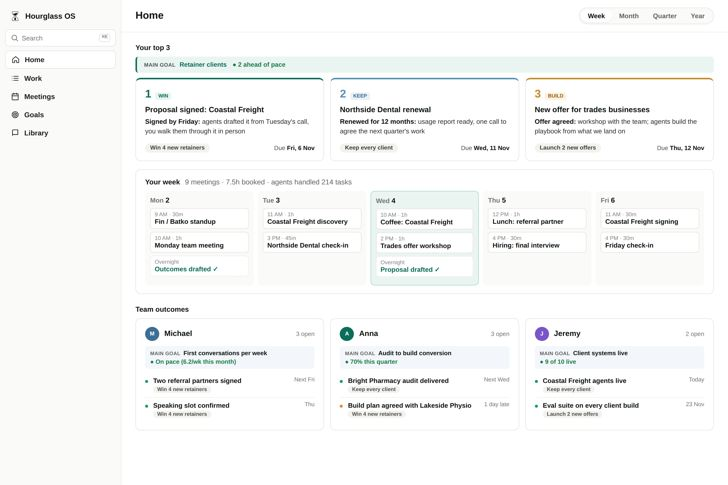 Hourglass OS
Search
⌘K
Home
Work
Meetings
Goals
Library
Home
Week Month Quarter Year
Your top 3
MAIN GOAL Retainer clients ● 2 ahead of pace
1 WIN
Proposal signed: Coastal Freight
Signed by Friday: agents drafted it from Tuesday's call,
you walk them through it in person
Win 4 new retainers Due Fri, 6 Nov
2 KEEP
Northside Dental renewal
Renewed for 12 months: usage report ready, one call to
agree the next quarter's work
Keep every client Due Wed, 11 Nov
3 BUILD
New offer for trades businesses
Offer agreed: workshop with the team; agents build the
playbook from what we land on
Launch 2 new offers Due Thu, 12 Nov
Your week 9 meetings · 7.5h booked · agents handled 214 tasks
Mon 2
9 AM · 30m
Fin / Batko standup
10 AM · 1h
Monday team meeting
Overnight
Outcomes drafted ✓
Tue 3
11 AM · 1h
Coastal Freight discovery
3 PM · 45m
Northside Dental check-in
Wed 4
10 AM · 1h
Coffee: Coastal Freight
2 PM · 1h
Trades offer workshop
Overnight
Proposal drafted ✓
Thu 5
12 PM · 1h
Lunch: referral partner
4 PM · 30m
Hiring: final interview
Fri 6
11 AM · 30m
Coastal Freight signing
4 PM · 30m
Friday check-in
Team outcomes
M Michael 3 open
MAIN GOAL First conversations per week
● On pace (6.2/wk this month)
Two referral partners signed Next Fri
Win 4 new retainers
Speaking slot confirmed Thu
Win 4 new retainers
A Anna 3 open
MAIN GOAL Audit to build conversion
● 70% this quarter
Bright Pharmacy audit delivered Next Wed
Keep every client
Build plan agreed with Lakeside Physio 1 day late
Win 4 new retainers
J Jeremy 2 open
MAIN GOAL Client systems live
● 9 of 10 live
Coastal Freight agents live Today
Keep every client
Eval suite on every client build 23 Nov
Launch 2 new offers